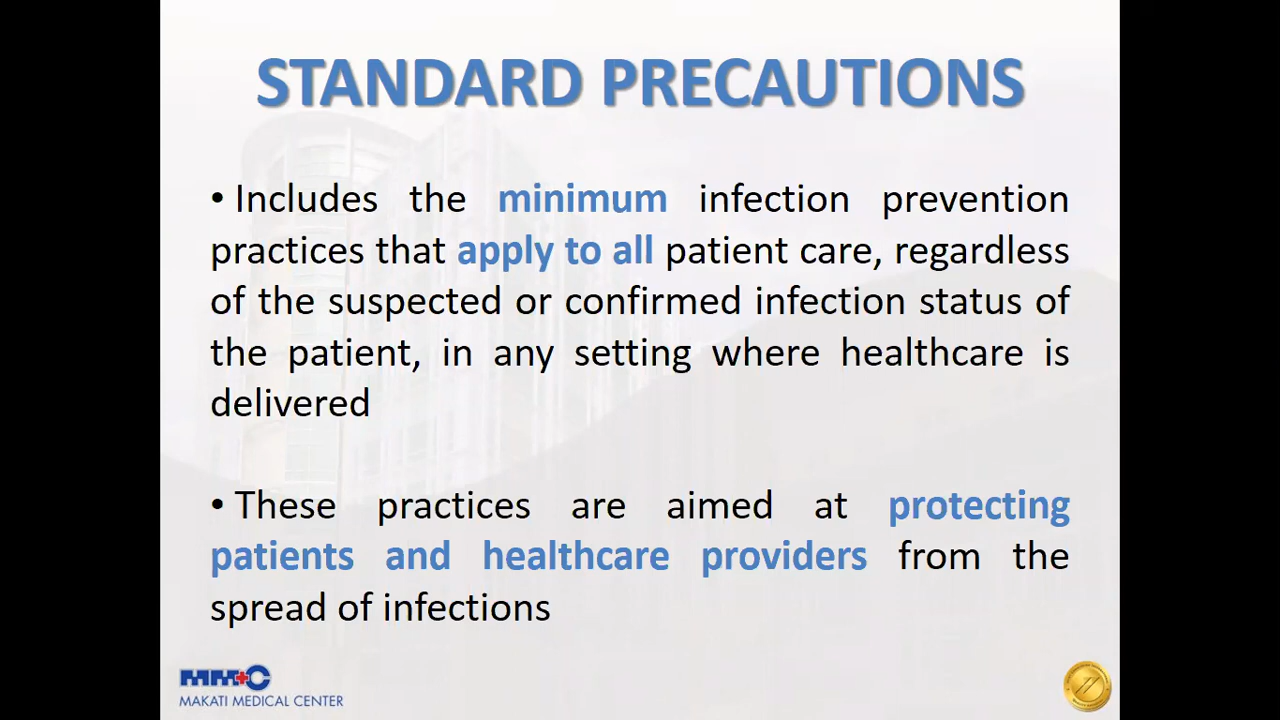 STANDARD PRECAUTIONS
• Includes the minimum infection prevention
practices that apply to all patient care, regardless
of the suspected or confirmed infection status of
the patient, in any setting where healthcare is
delivered
• These practices are aimed at protecting
patients and healthcare providers from the
spread of infections
MMC
MAKATI MEDICAL CENTER